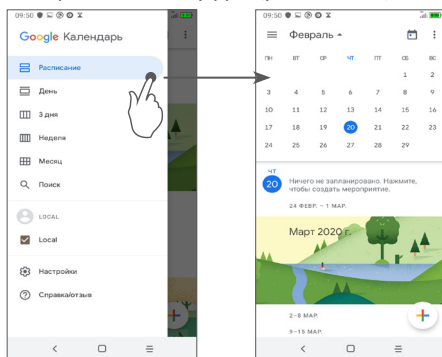 09:50
Google Календарь
Расписание
День
3 дня
Неделя
Месяц
Поиск
LOCAL
Local
Настройки
Справка/отзыв
09:50
Февраль
ПН ВТ СР ЧТ ПТ СБ ВС
1 2
3 4 5 6 7 8 9
10 11 12 13 14 15 16
17 18 19 20 21 22 23
24 25 26 27 28 29
ЧТ
20
Ничего не запланировано. Нажмите,
чтобы создать мероприятие.
24 ФЕВР. – 1 МАР.
Март 2020 г.
2–8 МАР.
9–15 МАР.